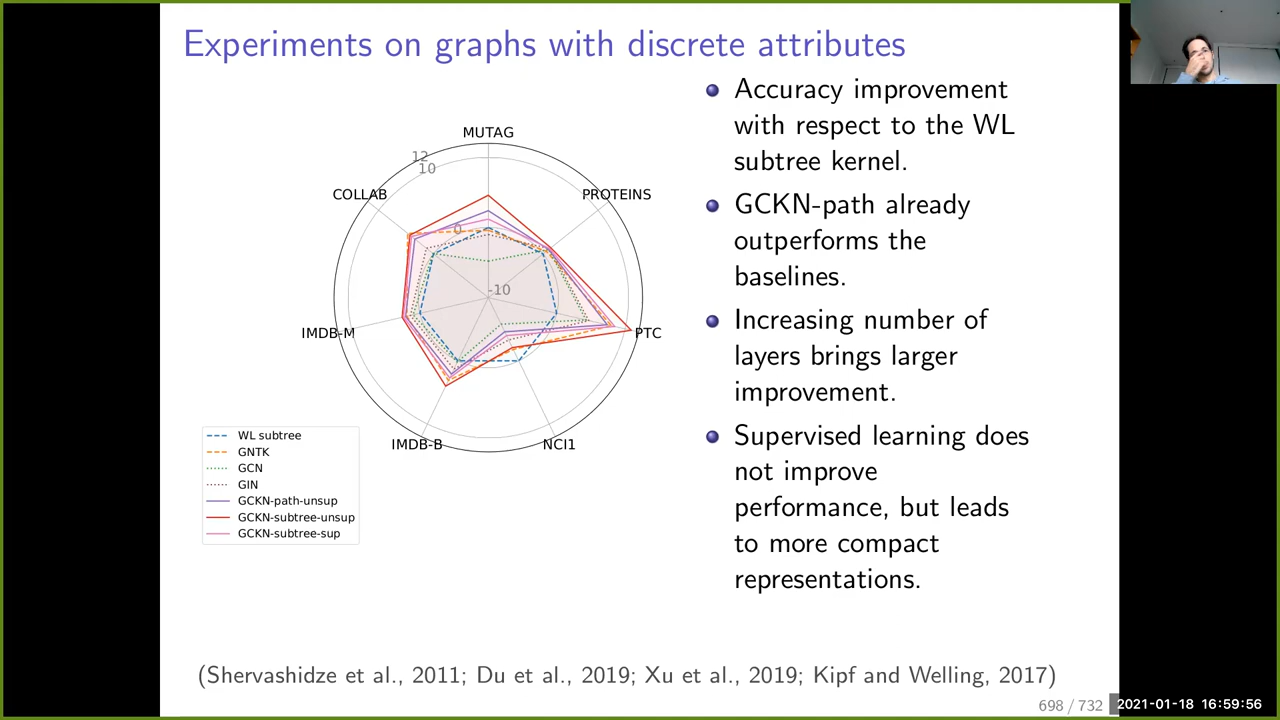 Experiments on graphs with discrete attributes
MUTAG
12
10
COLLAB
PROTEINS
0
-10
IMDB-M
PTC
IMDB-B
NCI1
WL subtree
GNTK
GCN
GIN
GCKN-path-unsup
GCKN-subtree-unsup
GCKN-subtree-sup
Accuracy improvement
with respect to the WL
subtree kernel.
GCKN-path already
outperforms the
baselines.
Increasing number of
layers brings larger
improvement.
Supervised learning does
not improve
performance, but leads
to more compact
representations.
(Shervashidze et al., 2011; Du et al., 2019; Xu et al., 2019; Kipf and Welling, 2017)
698 / 732
2021-01-18 16:59:56